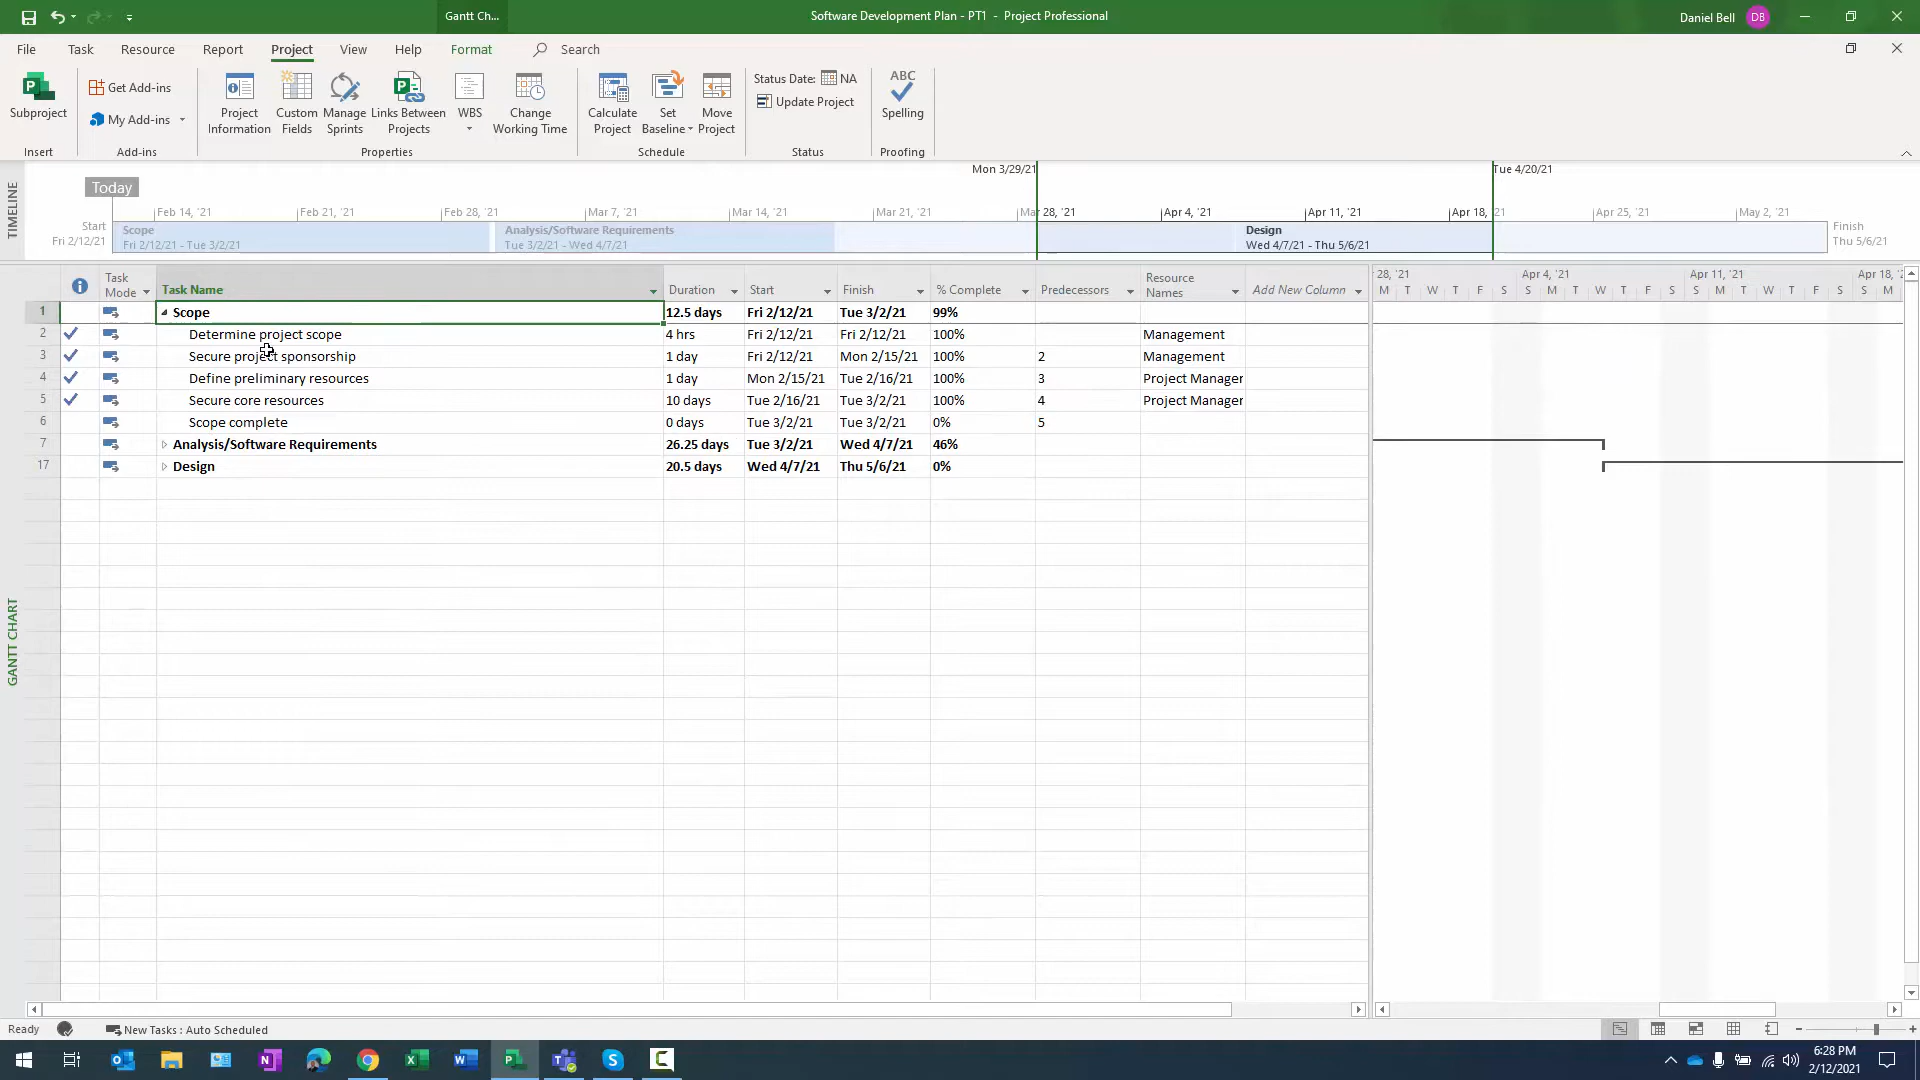 Gantt Ch...
Software Development Plan - PT1 - Project Professional
Daniel Bell
DB
File Task Resource Report Project View Help Format Search
Subproject
Get Add-ins
My Add-ins
Project Information
Custom Fields
Manage Sprints
Links Between Projects
WBS
Change Working Time
Calculate Project
Set Baseline
Move Project
Status Date: NA
Update Project
ABC
Spelling
Insert Add-ins Properties Schedule Status Proofing
TIMELINE
Mon 3/29/21 Tue 4/20/21
Today
Feb 14, '21 Feb 21, '21 Feb 28, '21 Mar 7, '21 Mar 14, '21 Mar 21, '21 Mar 28, '21 Apr 4, '21 Apr 11, '21 Apr 18, '21 Apr 25, '21 May 2, '21
Start
Fri 2/12/21
Scope
Fri 2/12/21 - Tue 3/2/21
Analysis/Software Requirements
Tue 3/2/21 - Wed 4/7/21
Design
Wed 4/7/21 - Thu 5/6/21
Finish
Thu 5/6/21
Task Mode Task Name Duration Start Finish % Complete Predecessors Resource Names Add New Column
28, '21 Apr 4, '21 Apr 11, '21 Apr 18, '2
M T W T F S S M T W T F S S M T W T F S S M
1 Scope 12.5 days Fri 2/12/21 Tue 3/2/21 99%
2 Determine project scope 4 hrs Fri 2/12/21 Fri 2/12/21 100% Management
3 Secure project sponsorship 1 day Fri 2/12/21 Mon 2/15/21 100% 2 Management
4 Define preliminary resources 1 day Mon 2/15/21 Tue 2/16/21 100% 3 Project Manager
5 Secure core resources 10 days Tue 2/16/21 Tue 3/2/21 100% 4 Project Manager
6 Scope complete 0 days Tue 3/2/21 Tue 3/2/21 0% 5
7 Analysis/Software Requirements 26.25 days Tue 3/2/21 Wed 4/7/21 46%
17 Design 20.5 days Wed 4/7/21 Thu 5/6/21 0%
GANTT CHART
Ready New Tasks : Auto Scheduled
6:28 PM
2/12/2021